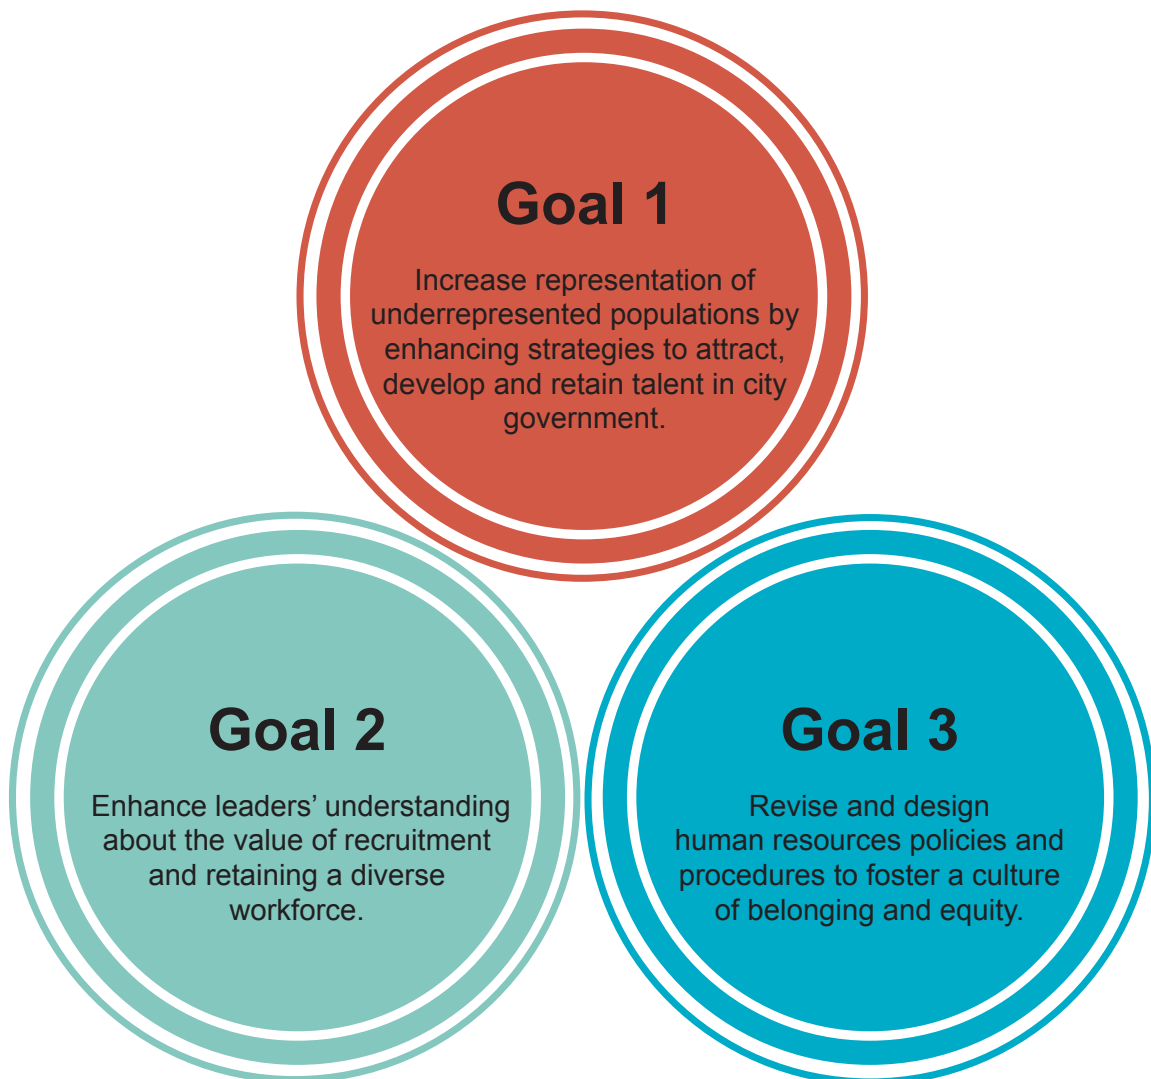 Goal 1
Increase representation of
underrepresented populations by
enhancing strategies to attract,
develop and retain talent in city
government.
Goal 2
Enhance leaders’ understanding
about the value of recruitment
and retaining a diverse
workforce.
Goal 3
Revise and design
human resources policies and
procedures to foster a culture
of belonging and equity.